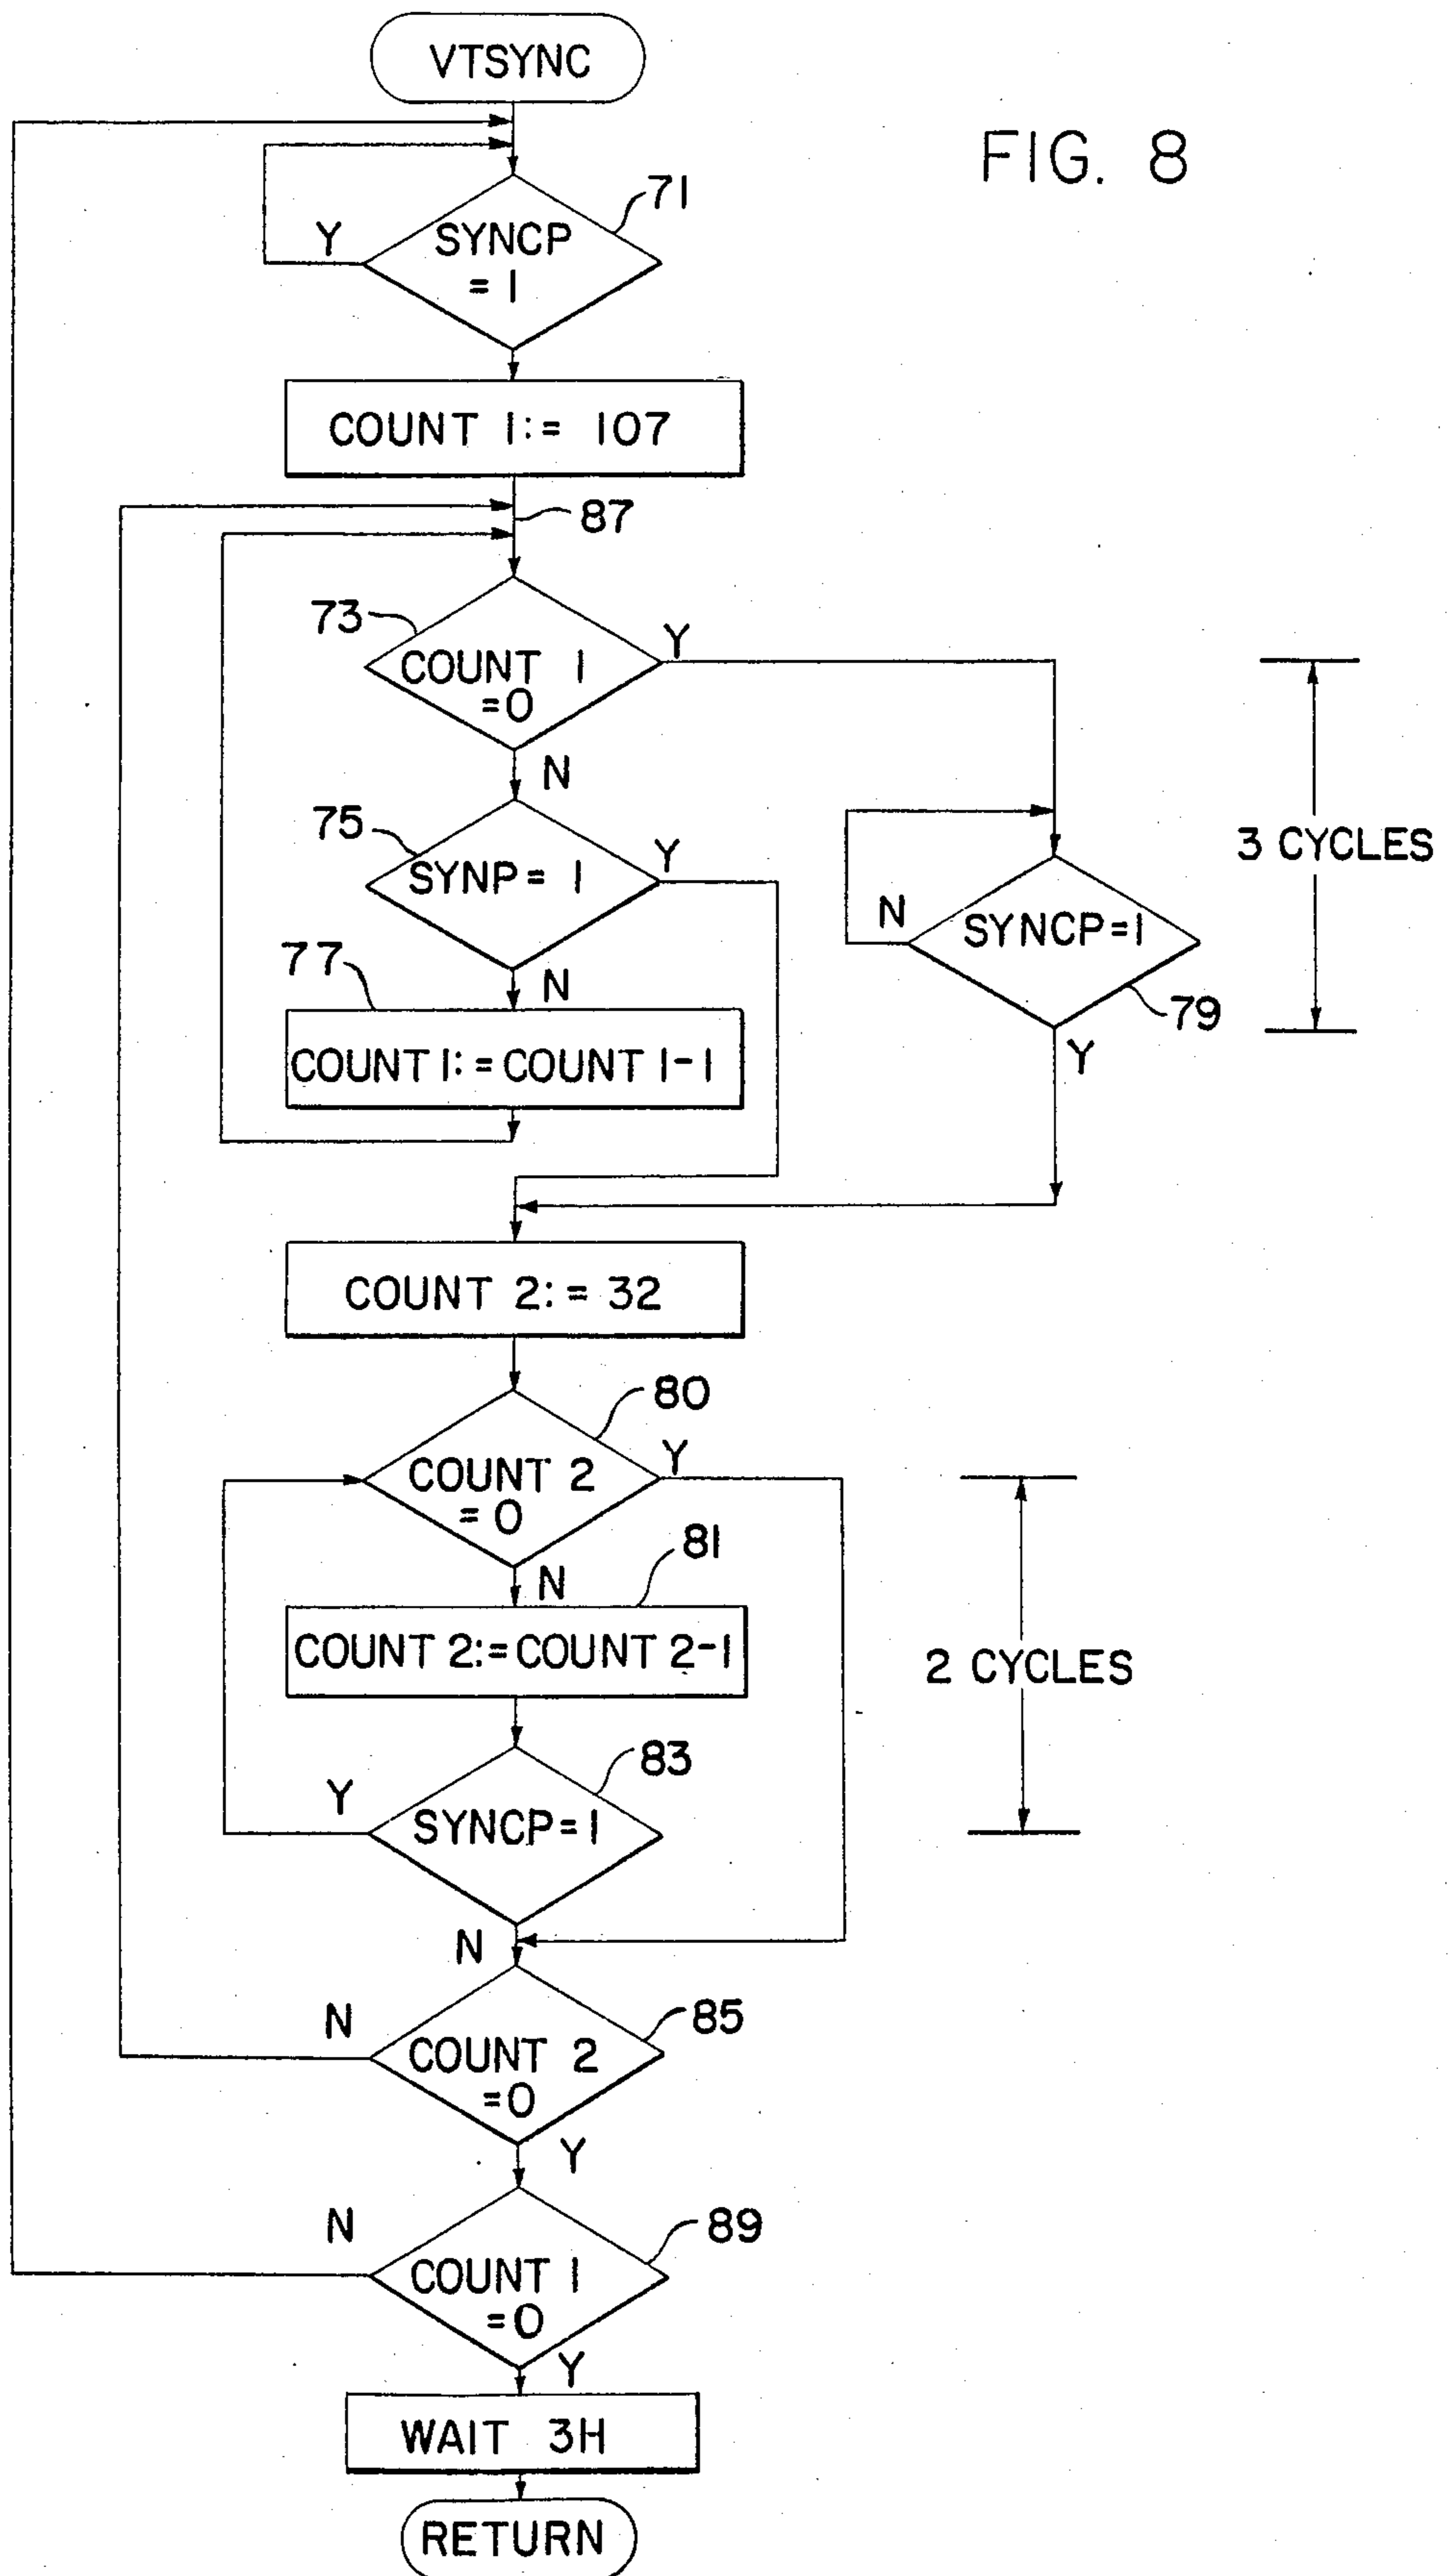 VTSYNC
FIG. 8
71
SYNCP
= 1
Y
COUNT 1:= 107
87
73
COUNT 1
=0
Y
N
75
SYNP= 1
Y
N
77
COUNT 1:= COUNT 1-1
3 CYCLES
N
SYNCP=1
79
Y
COUNT 2:= 32
80
COUNT 2
= 0
Y
N
81
COUNT 2:= COUNT 2-1
2 CYCLES
83
Y
SYNCP=1
N
N
85
COUNT 2
=0
Y
N
89
COUNT 1
=0
Y
WAIT 3H
RETURN